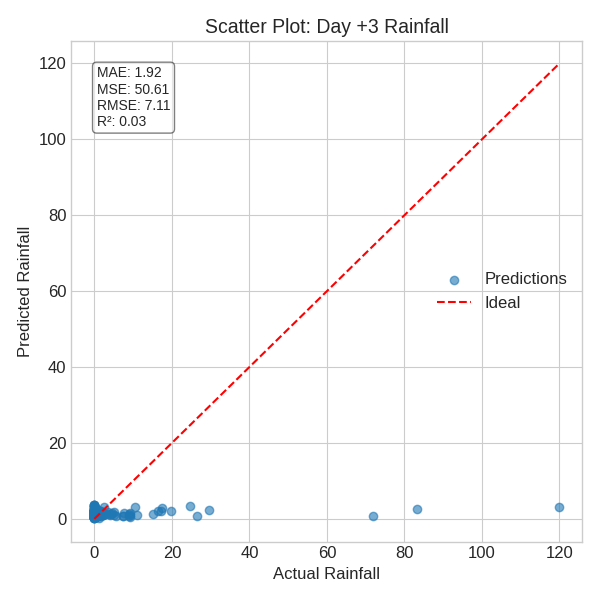 Scatter Plot: Day +3 Rainfall
MAE: 1.92
MSE: 50.61
RMSE: 7.11
R²: 0.03
Predictions
Ideal
Predicted Rainfall
120
100
80
60
40
20
0
0 20 40 60 80 100 120
Actual Rainfall